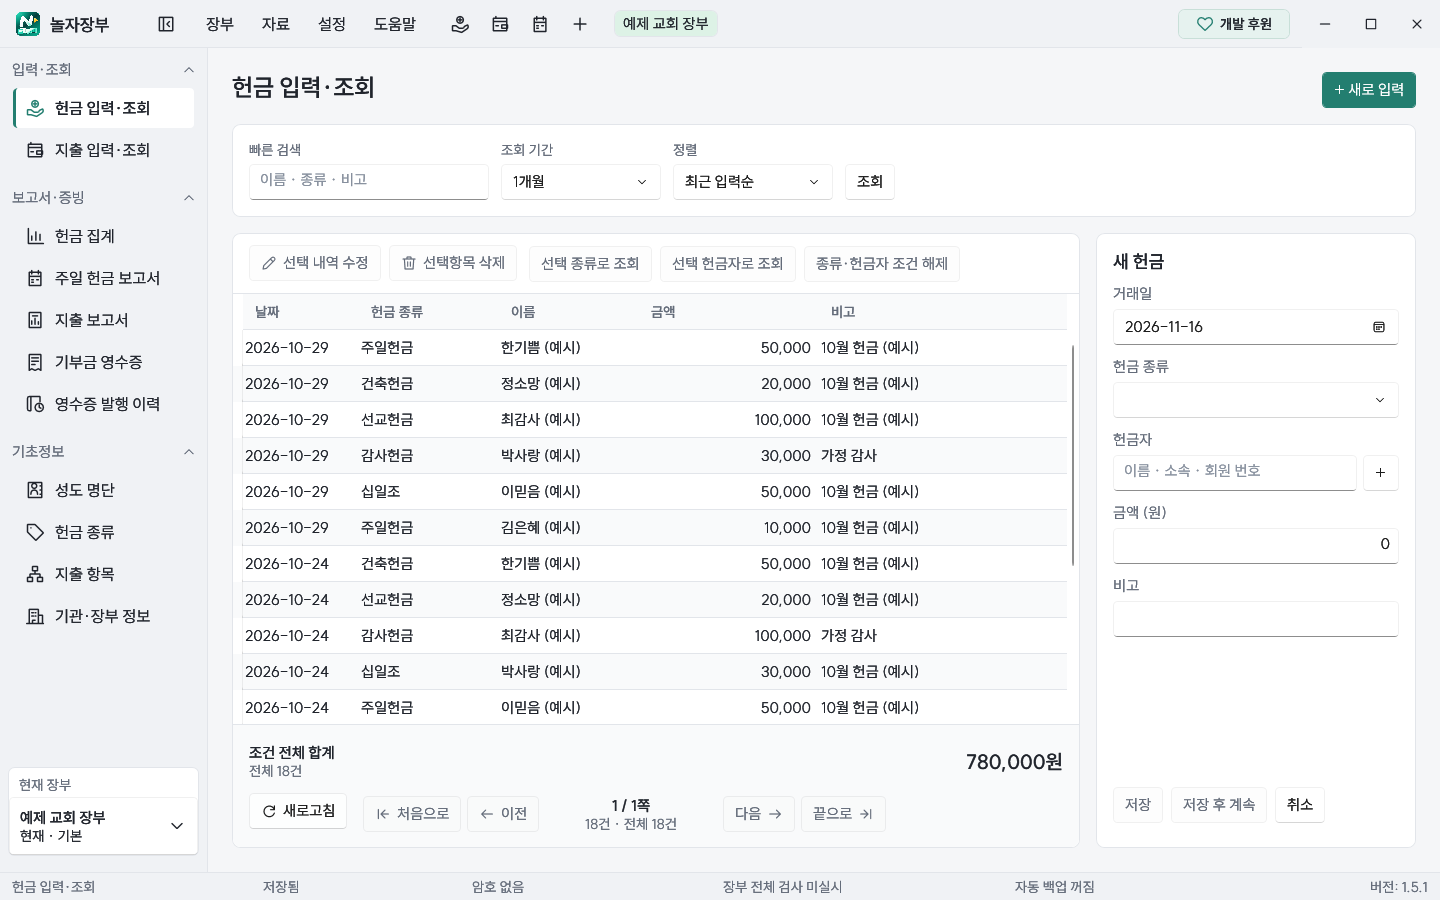 놀자장부
장부
자료
설정
도움말
예제 교회 장부
개발 후원
입력·조회
헌금 입력·조회
지출 입력·조회
보고서·증빙
헌금 집계
주일 헌금 보고서
지출 보고서
기부금 영수증
영수증 발행 이력
기초정보
성도 명단
헌금 종류
지출 항목
기관·장부 정보
현재 장부
예제 교회 장부
현재 · 기본
헌금 입력·조회
+ 새로 입력
빠른 검색
조회 기간
정렬
이름 · 종류 · 비고
1개월
최근 입력순
조회
선택 내역 수정
선택항목 삭제
선택 종류로 조회
선택 헌금자로 조회
종류·헌금자 조건 해제
날짜 헌금 종류 이름 금액 비고
2026-10-29 주일헌금 한기쁨 (예시) 50,000 10월 헌금 (예시)
2026-10-29 건축헌금 정소망 (예시) 20,000 10월 헌금 (예시)
2026-10-29 선교헌금 최감사 (예시) 100,000 10월 헌금 (예시)
2026-10-29 감사헌금 박사랑 (예시) 30,000 가정 감사
2026-10-29 십일조 이믿음 (예시) 50,000 10월 헌금 (예시)
2026-10-29 주일헌금 김은혜 (예시) 10,000 10월 헌금 (예시)
2026-10-24 건축헌금 한기쁨 (예시) 50,000 10월 헌금 (예시)
2026-10-24 선교헌금 정소망 (예시) 20,000 10월 헌금 (예시)
2026-10-24 감사헌금 최감사 (예시) 100,000 가정 감사
2026-10-24 십일조 박사랑 (예시) 30,000 10월 헌금 (예시)
2026-10-24 주일헌금 이믿음 (예시) 50,000 10월 헌금 (예시)
조건 전체 합계
전체 18건
780,000원
새로고침
처음으로
이전
1 / 1쪽
18건 · 전체 18건
다음
끝으로
새 헌금
거래일
2026-11-16
헌금 종류
헌금자
이름 · 소속 · 회원 번호
금액 (원)
0
비고
저장
저장 후 계속
취소
헌금 입력·조회
저장됨
암호 없음
장부 전체 검사 미실시
자동 백업 꺼짐
버전: 1.5.1